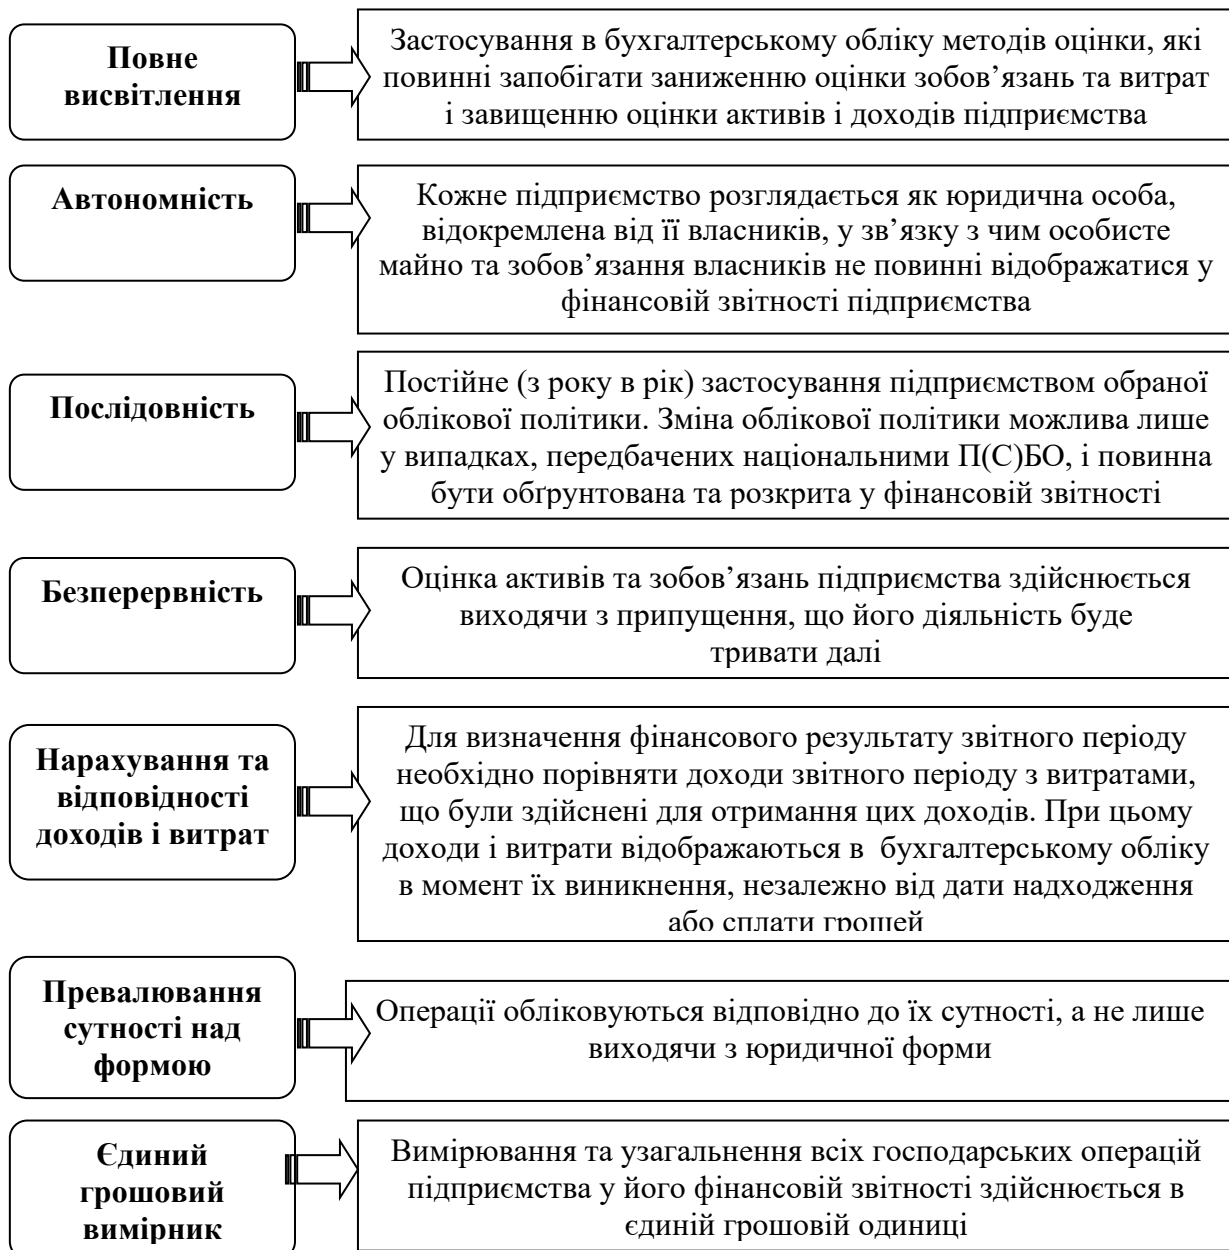 Повне
висвітлення
Застосування в бухгалтерському обліку методів оцінки, які
повинні запобігати заниженню оцінки зобов’язань та витрат
і завищенню оцінки активів і доходів підприємства
Автономність
Кожне підприємство розглядається як юридична особа,
відокремлена від її власників, у зв’язку з чим особисте
майно та зобов’язання власників не повинні відображатися у
фінансовій звітності підприємства
Послідовність
Постійне (з року в рік) застосування підприємством обраної
облікової політики. Зміна облікової політики можлива лише
у випадках, передбачених національними П(С)БО, і повинна
бути обґрунтована та розкрита у фінансовій звітності
Безперервність
Оцінка активів та зобов’язань підприємства здійснюється
виходячи з припущення, що його діяльність буде
тривати далі
Нарахування та
відповідності
доходів і витрат
Для визначення фінансового результату звітного періоду
необхідно порівняти доходи звітного періоду з витратами,
що були здійснені для отримання цих доходів. При цьому
доходи і витрати відображаються в бухгалтерському обліку
в момент їх виникнення, незалежно від дати надходження
або сплати грошей
Превалювання
сутності над
формою
Операції обліковуються відповідно до їх сутності, а не лише
виходячи з юридичної форми
Єдиний
грошовий
вимірник
Вимірювання та узагальнення всіх господарських операцій
підприємства у його фінансовій звітності здійснюється в
єдиній грошовій одиниці